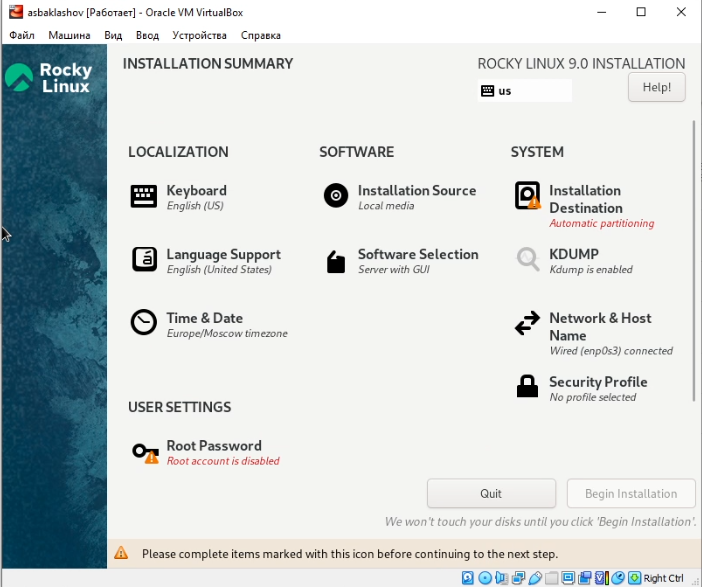 asbaklashov [Работает] - Oracle VM VirtualBox
Файл Машина Вид Ввод Устройства Справка
Rocky
Linux
INSTALLATION SUMMARY
ROCKY LINUX 9.0 INSTALLATION
us
Help!
LOCALIZATION
Keyboard
English (US)
Language Support
English (United States)
Time & Date
Europe/Moscow timezone
SOFTWARE
Installation Source
Local media
Software Selection
Server with GUI
SYSTEM
Installation
Destination
Automatic partitioning
KDUMP
Kdump is enabled
Network & Host
Name
Wired (enp0s3) connected
Security Profile
No profile selected
USER SETTINGS
Root Password
Root account is disabled
Quit
Begin Installation
We won't touch your disks until you click 'Begin Installation'.
Please complete items marked with this icon before continuing to the next step.
Right Ctrl